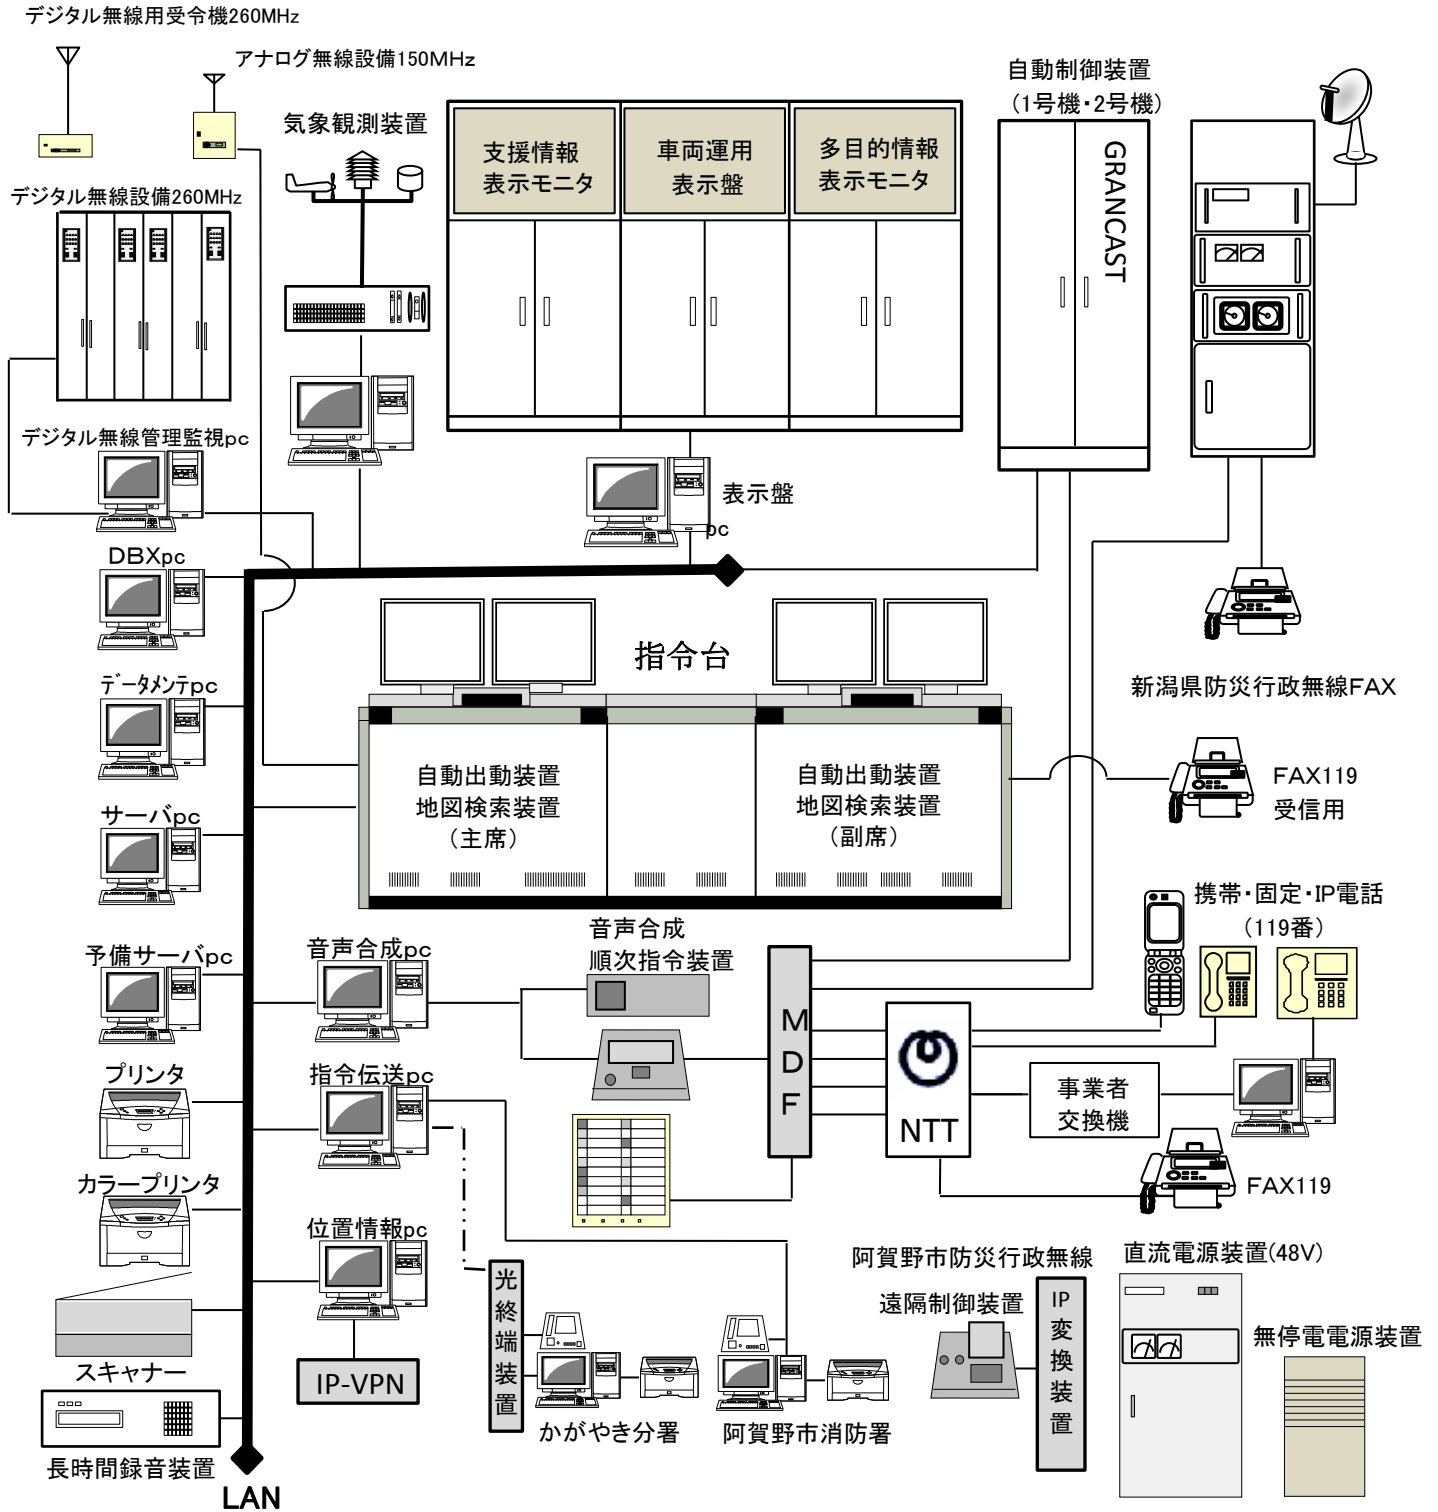 デジタル無線用受令機260MHz
アナログ無線設備150MHz
気象観測装置
デジタル無線設備260MHz
支援情報
表示モニタ
車両運用
表示盤
多目的情報
表示モニタ
自動制御装置
(1号機・2号機)
GRANCAST
デジタル無線管理監視pc
表示盤
pc
DBXpc
指令台
データメンテpc
新潟県防災行政無線FAX
自動出動装置
地図検索装置
(主席)
自動出動装置
地図検索装置
(副席)
FAX119
受信用
サーバpc
携帯・固定・IP電話
(119番)
予備サーバpc
音声合成pc
音声合成
順次指令装置
MDF
NTT
事業者
交換機
プリンタ
指令伝送pc
FAX119
カラープリンタ
位置情報pc
光終端装置
阿賀野市防災行政無線
遠隔制御装置
IP変換装置
直流電源装置(48V)
無停電電源装置
スキャナー
IP-VPN
かがやき分署
阿賀野市消防署
長時間録音装置
LAN